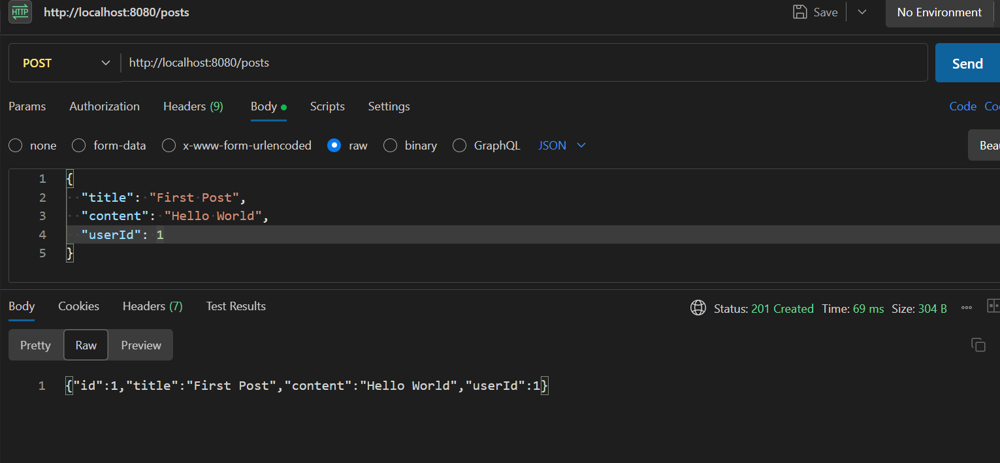 HTTP http://localhost:8080/posts Save No Environment
POST http://localhost:8080/posts Send
Params Authorization Headers (9) Body Scripts Settings Code Coo
none form-data x-www-form-urlencoded raw binary GraphQL JSON Beau
1 {
2 "title": "First Post",
3 "content": "Hello World",
4 "userId": 1
5 }
Body Cookies Headers (7) Test Results Status: 201 Created Time: 69 ms Size: 304 B
Pretty Raw Preview
1 {"id":1,"title":"First Post","content":"Hello World","userId":1}